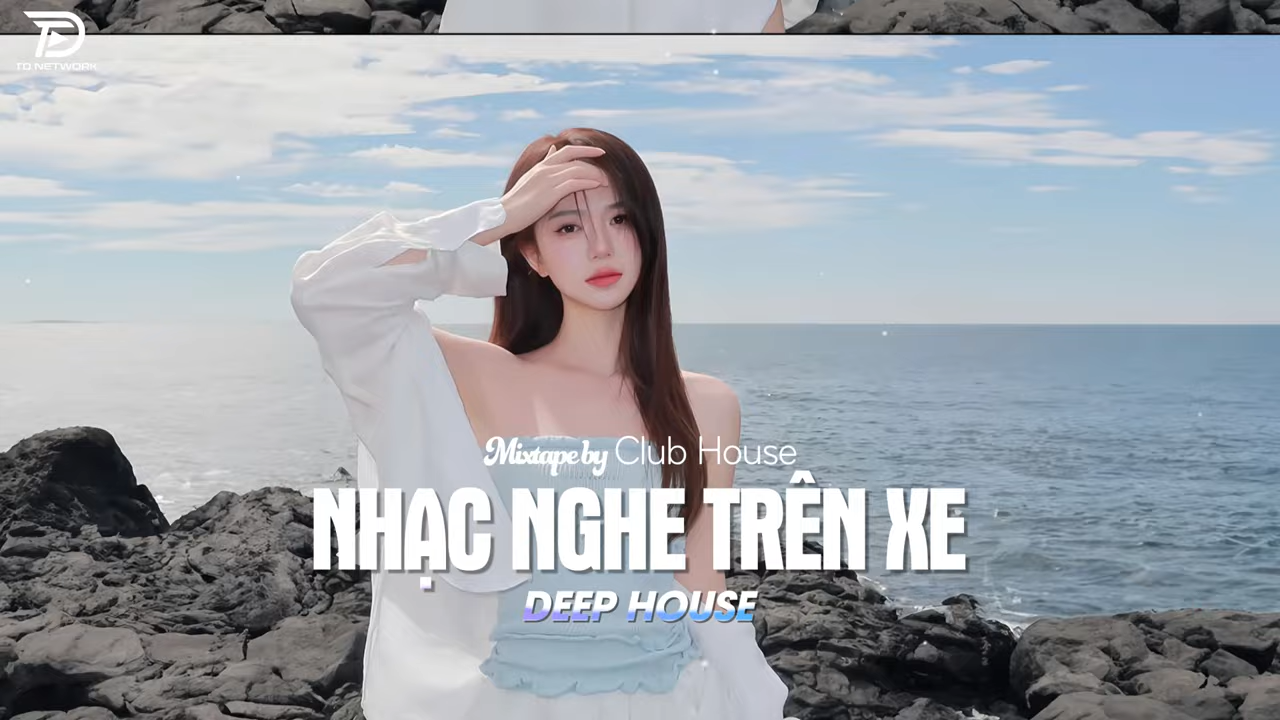 TD NETWORK
Mixtape by Club House
NHẠC NGHE TRÊN XE
DEEP HOUSE